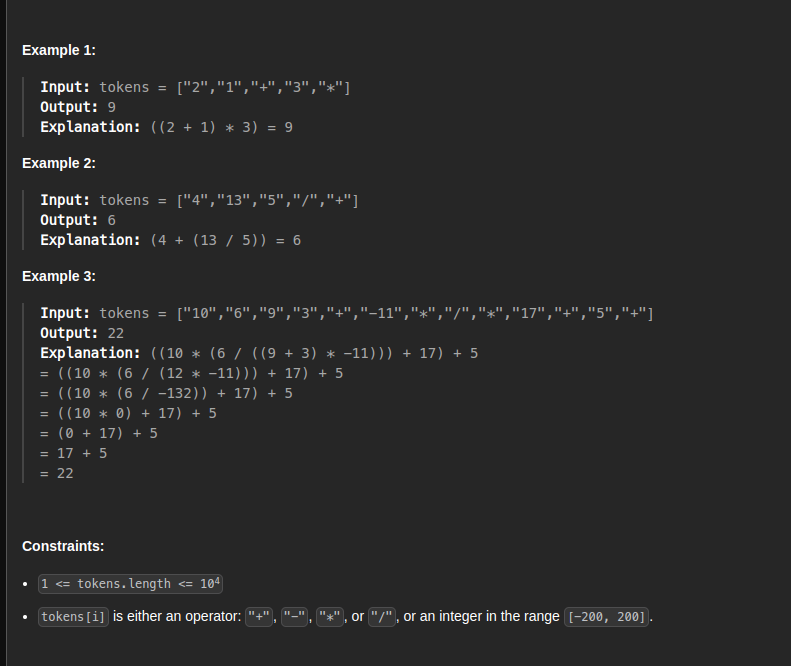 Example 1:
Input: tokens = ["2","1","+","3","*"]
Output: 9
Explanation: ((2 + 1) * 3) = 9
Example 2:
Input: tokens = ["4","13","5","/","+"]
Output: 6
Explanation: (4 + (13 / 5)) = 6
Example 3:
Input: tokens = ["10","6","9","3","+","-11","*","/","*","17","+","5","+"]
Output: 22
Explanation: ((10 * (6 / ((9 + 3) * -11))) + 17) + 5
= ((10 * (6 / (12 * -11))) + 17) + 5
= ((10 * (6 / -132)) + 17) + 5
= ((10 * 0) + 17) + 5
= (0 + 17) + 5
= 17 + 5
= 22
Constraints:
• 1 <= tokens.length <= 10⁴
• tokens[i] is either an operator: "+", "-", "*", or "/", or an integer in the range [-200, 200].